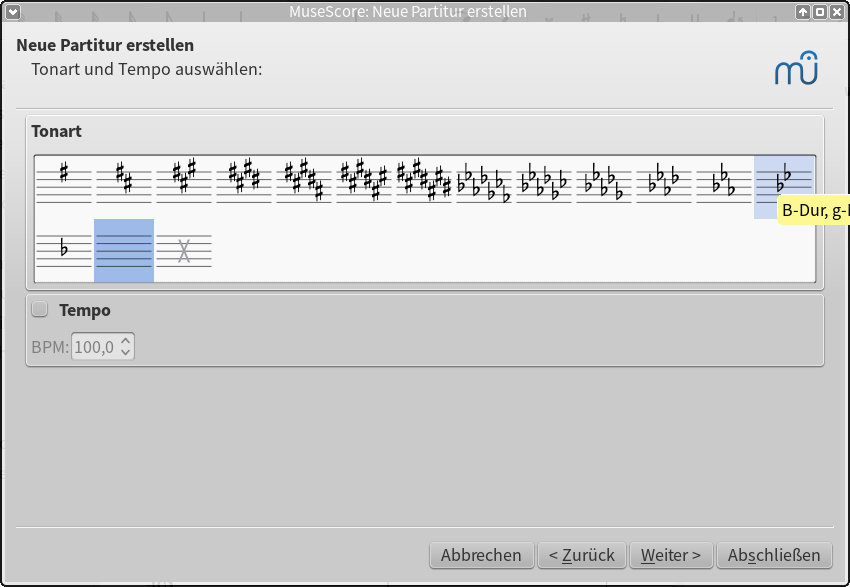 MuseScore: Neue Partitur erstellen
Neue Partitur erstellen
Tonart und Tempo auswählen:
Tonart
B-Dur, g-
Tempo
BPM: 100,0
Abbrechen
< Zurück
Weiter >
Abschließen